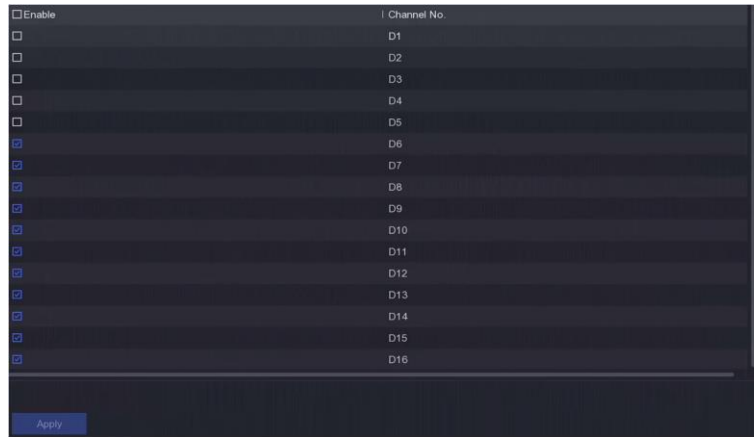 Enable | Channel No.
D1
D2
D3
D4
D5
D6
D7
D8
D9
D10
D11
D12
D13
D14
D15
D16
Apply